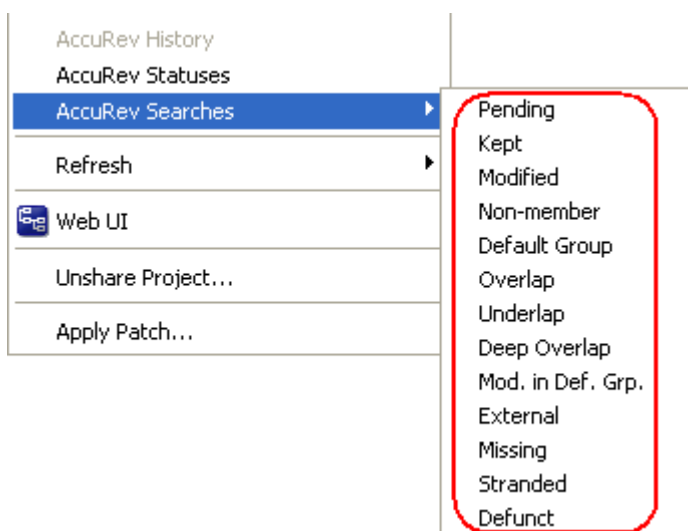 AccuRev History
AccuRev Statuses
AccuRev Searches
Refresh
Web UI
Unshare Project...
Apply Patch...
Pending
Kept
Modified
Non-member
Default Group
Overlap
Underlap
Deep Overlap
Mod. in Def. Grp.
External
Missing
Stranded
Defunct